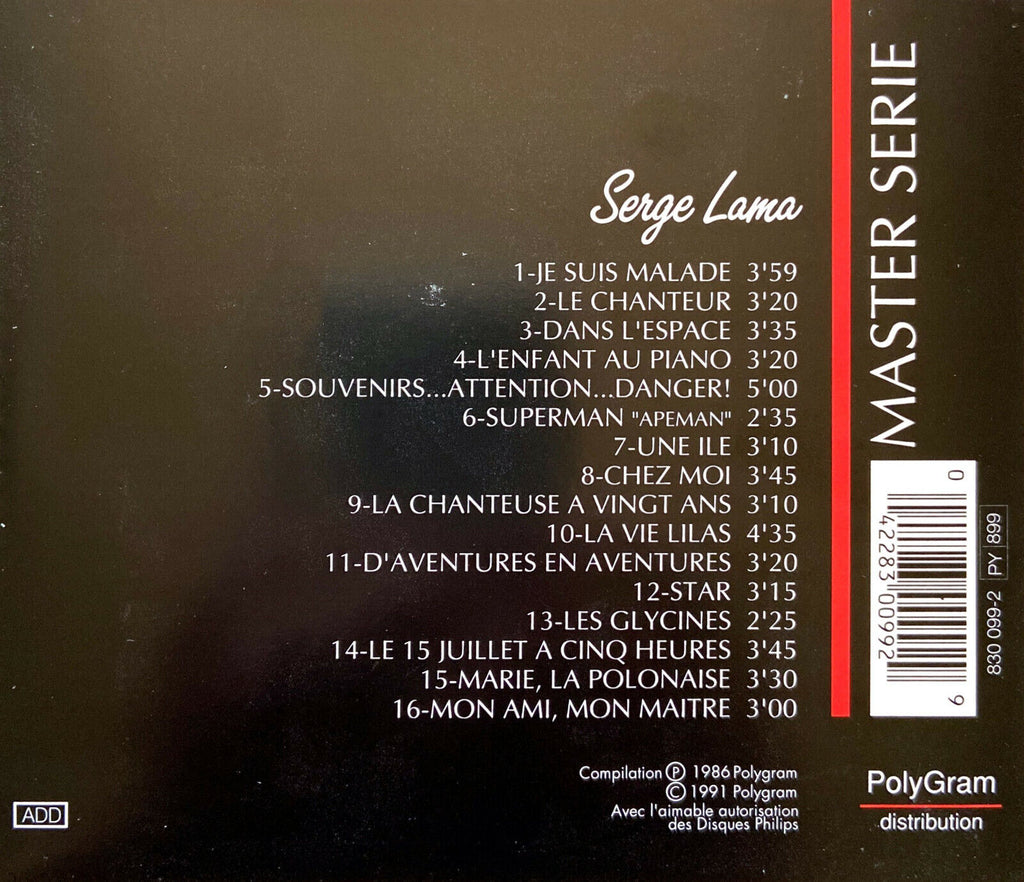 Serge Lama
1-JE SUIS MALADE 3'59
2-LE CHANTEUR 3'20
3-DANS L'ESPACE 3'35
4-L'ENFANT AU PIANO 3'20
5-SOUVENIRS...ATTENTION...DANGER! 5'00
6-SUPERMAN "APEMAN" 2'35
7-UNE ILE 3'10
8-CHEZ MOI 3'45
9-LA CHANTEUSE A VINGT ANS 3'10
10-LA VIE LILAS 4'35
11-D'AVENTURES EN AVENTURES 3'20
12-STAR 3'15
13-LES GLYCINES 2'25
14-LE 15 JUILLET A CINQ HEURES 3'45
15-MARIE, LA POLONAISE 3'30
16-MON AMI, MON MAITRE 3'00
Compilation Ⓟ 1986 Polygram
© 1991 Polygram
Avec l'aimable autorisation
des Disques Philips
ADD
MASTER SERIE
0 42283 00992 9
830 099-2 PY 899
PolyGram
distribution